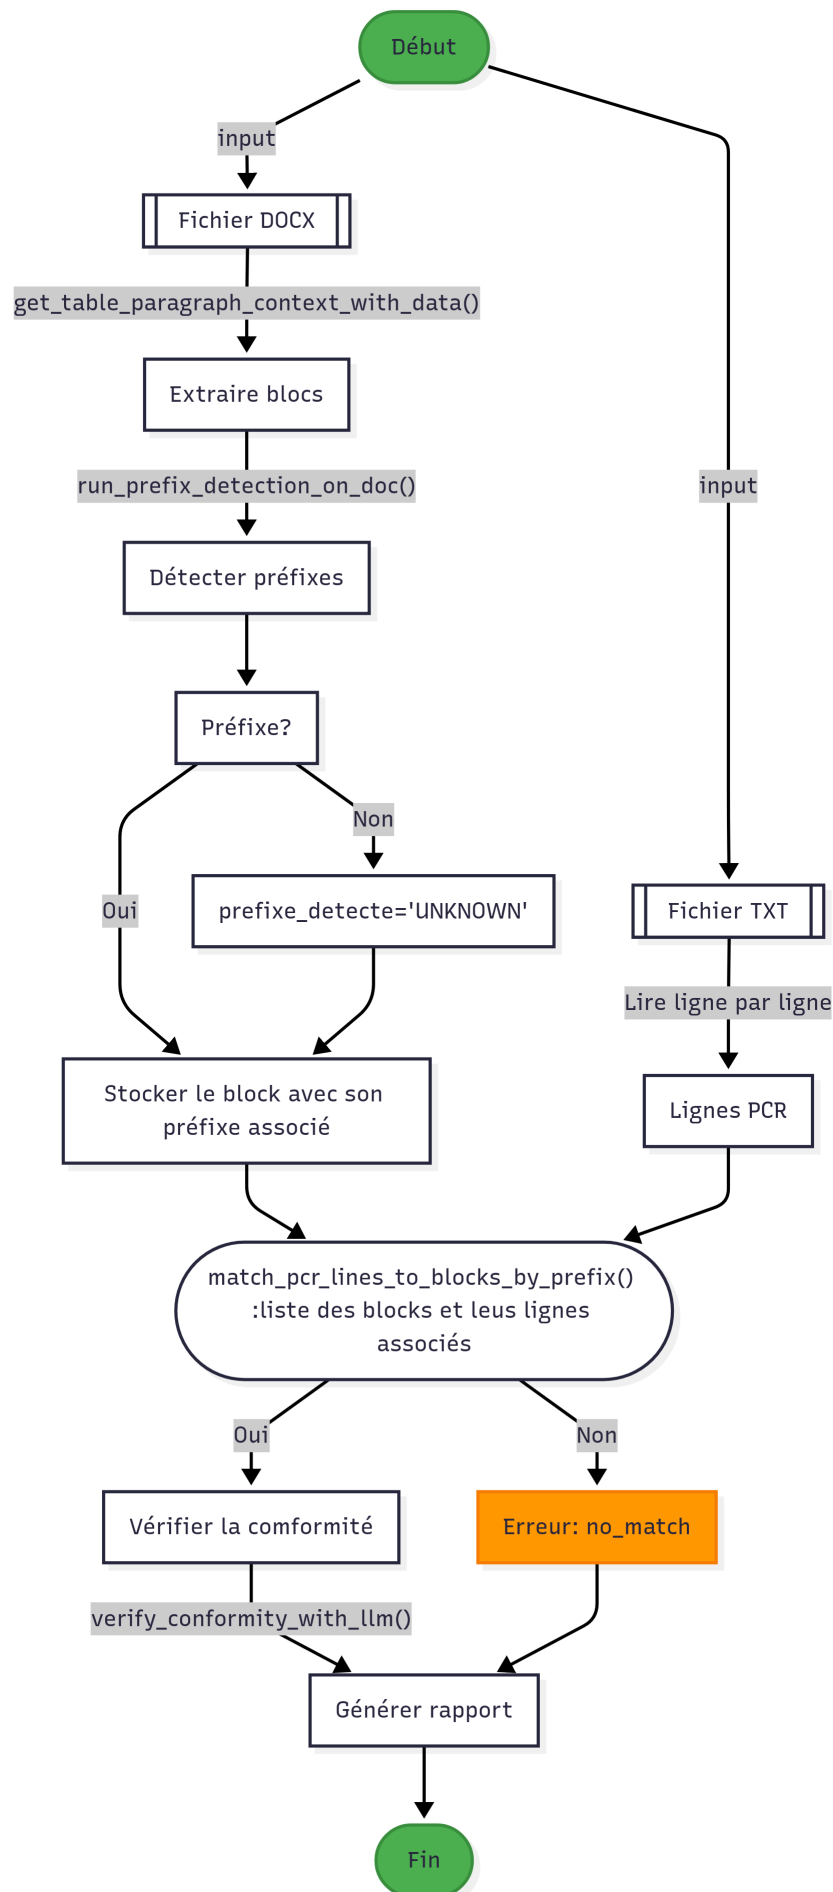 Début
input
Fichier DOCX
get_table_paragraph_context_with_data()
Extraire blocs
run_prefix_detection_on_doc()
input
Détecter préfixes
Préfixe?
Non
Oui
prefixe_detecte='UNKNOWN'
Fichier TXT
Lire ligne par ligne
Stocker le block avec son
préfixe associé
Lignes PCR
match_pcr_lines_to_blocks_by_prefix()
:liste des blocks et leus lignes
associés
Oui
Non
Vérifier la comformité
Erreur: no_match
verify_conformity_with_llm()
Générer rapport
Fin